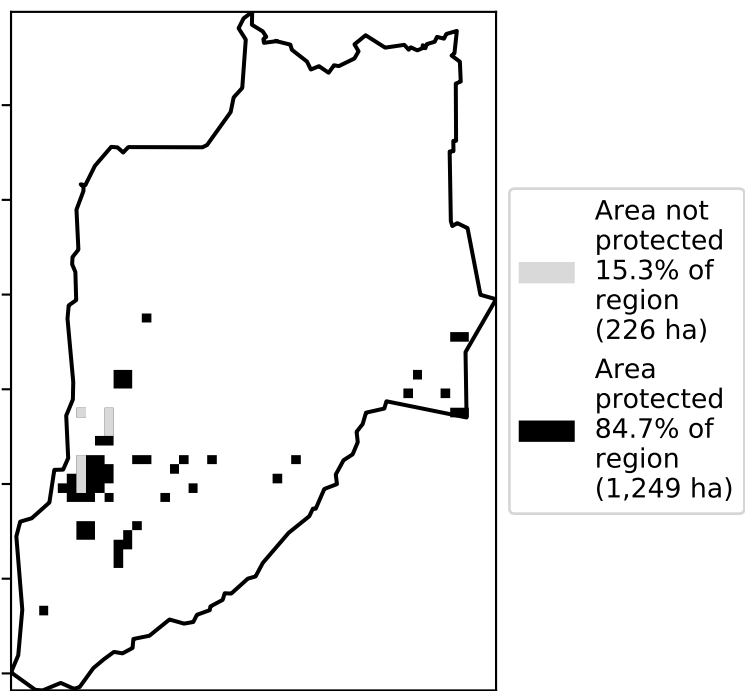 Area not
protected
15.3% of
region
(226 ha)
Area
protected
84.7% of
region
(1,249 ha)